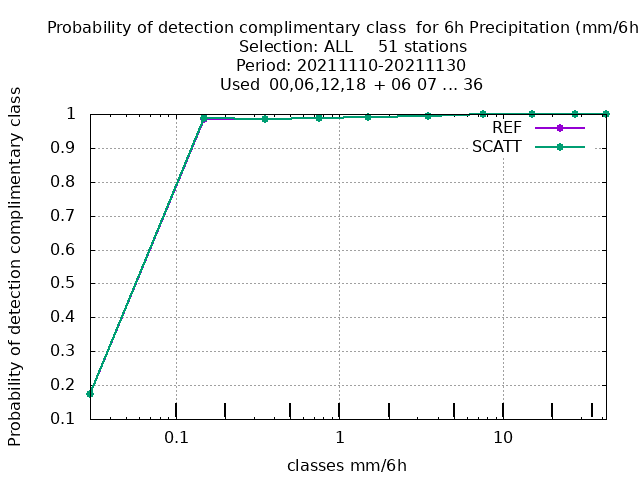 Probability of detection complimentary class  for 6h Precipitation (mm/6h
Selection: ALL     51 stations
Period: 20211110-20211130
Used  00,06,12,18  + 06 07 ... 36
Probability of detection complimentary class
1
0.9
0.8
0.7
0.6
0.5
0.4
0.3
0.2
0.1
REF
SCATT
0.1
1
10
classes mm/6h